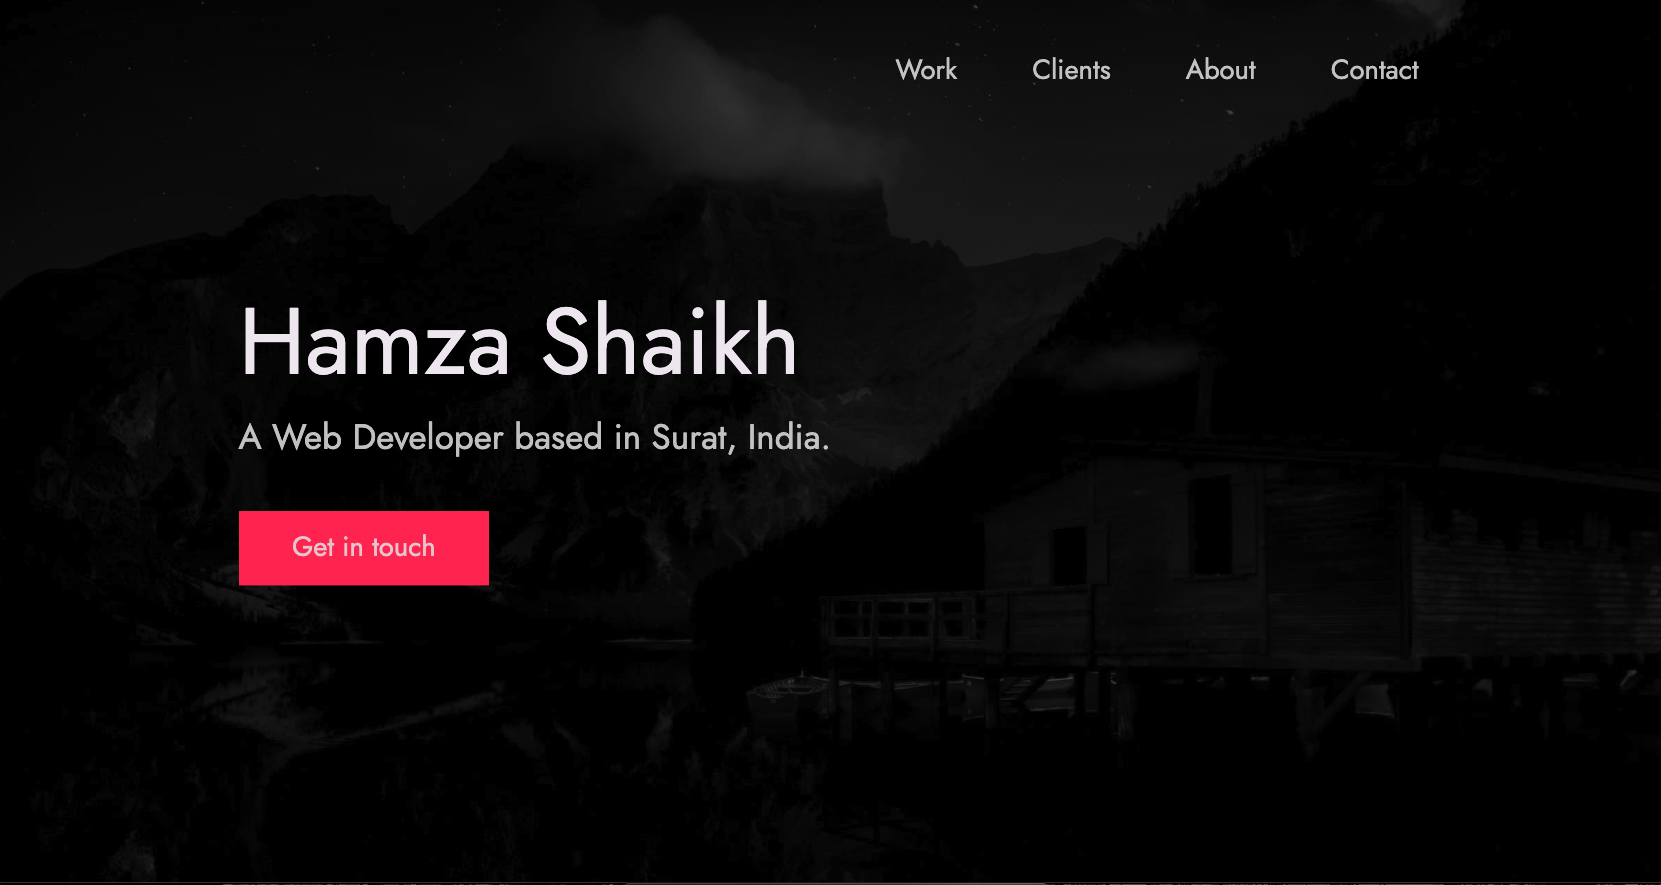 Work Clients About Contact
Hamza Shaikh
A Web Developer based in Surat, India.
Get in touch